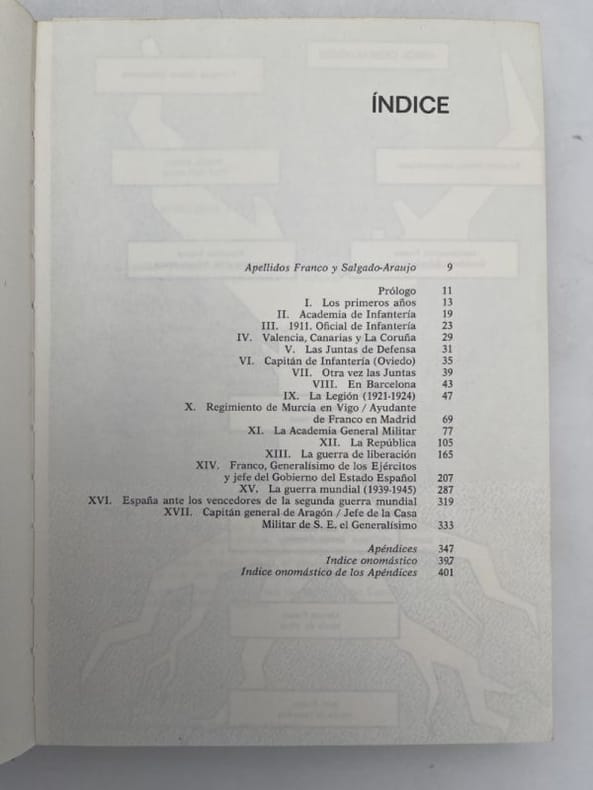 ÍNDICE
Apellidos Franco y Salgado-Araujo 9
Prólogo 11
I. Los primeros años 13
II. Academia de Infantería 19
III. 1911. Oficial de Infantería 23
IV. Valencia, Canarias y La Coruña 29
V. Las Juntas de Defensa 31
VI. Capitán de Infantería (Oviedo) 35
VII. Otra vez las Juntas 39
VIII. En Barcelona 43
IX. La Legión (1921-1924) 47
X. Regimiento de Murcia en Vigo / Ayudante
de Franco en Madrid 69
XI. La Academia General Militar 77
XII. La República 105
XIII. La guerra de liberación 165
XIV. Franco, Generalísimo de los Ejércitos
y jefe del Gobierno del Estado Español 207
XV. La guerra mundial (1939-1945) 287
XVI. España ante los vencedores de la segunda guerra mundial 319
XVII. Capitán general de Aragón / Jefe de la Casa
Militar de S. E. el Generalísimo 333
Apéndices 347
Indice onomástico 397
Indice onomástico de los Apéndices 401